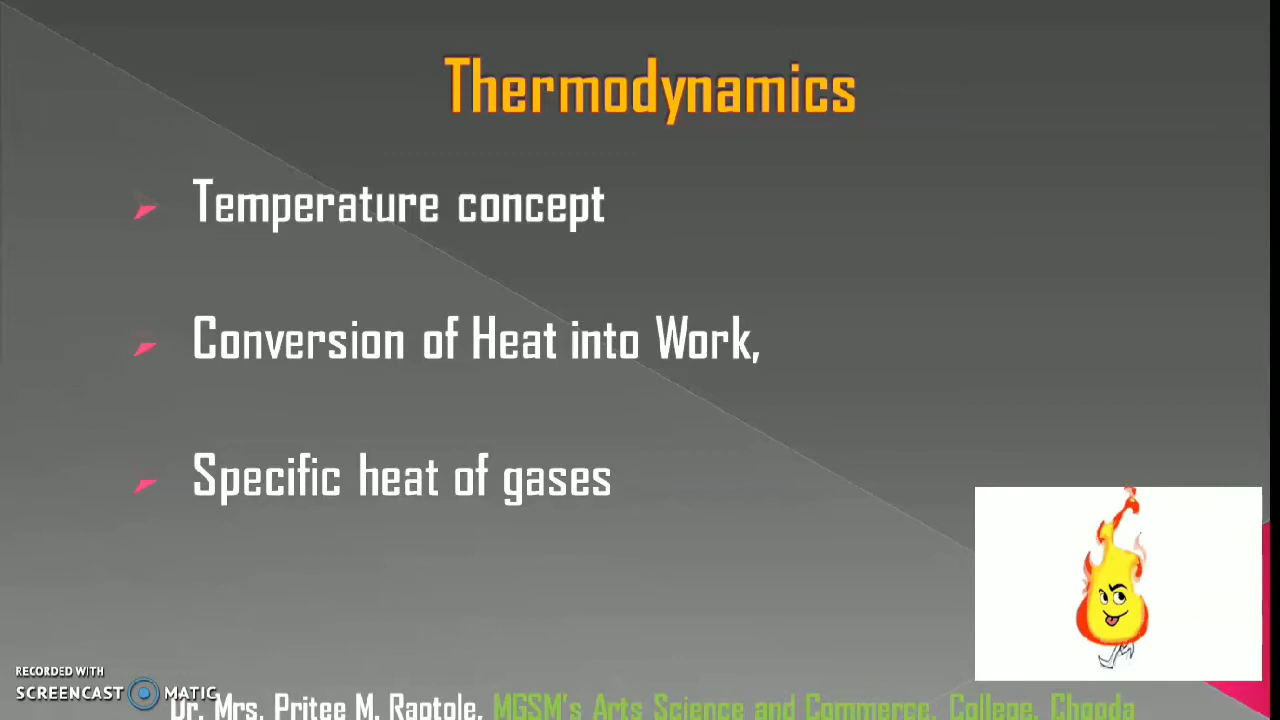 Thermodynamics
Temperature concept
Conversion of Heat into Work,
Specific heat of gases
RECORDED WITH
SCREENCAST MATIC
Dr. Mrs. Pritee M. Raotole, MGSM's Arts Science and Commerce, College, Chopda